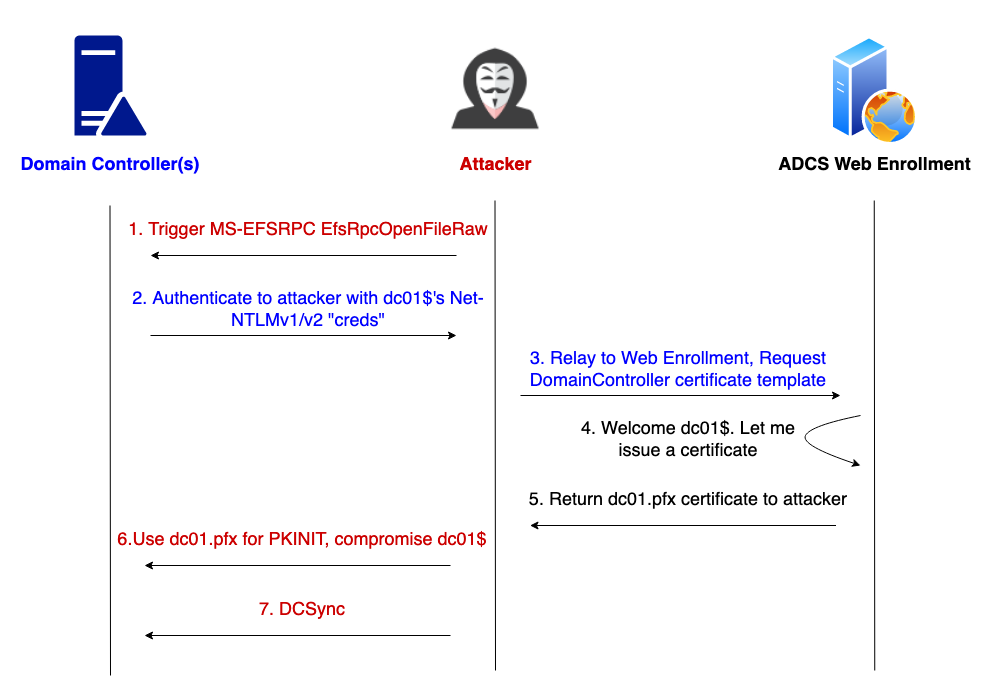 Domain Controller(s)
Attacker
ADCS Web Enrollment
1. Trigger MS-EFSRPC EfsRpcOpenFileRaw
2. Authenticate to attacker with dc01$'s Net-
NTLMv1/v2 "creds"
3. Relay to Web Enrollment, Request
DomainController certificate template
4. Welcome dc01$. Let me
issue a certificate
5. Return dc01.pfx certificate to attacker
6.Use dc01.pfx for PKINIT, compromise dc01$
7. DCSync